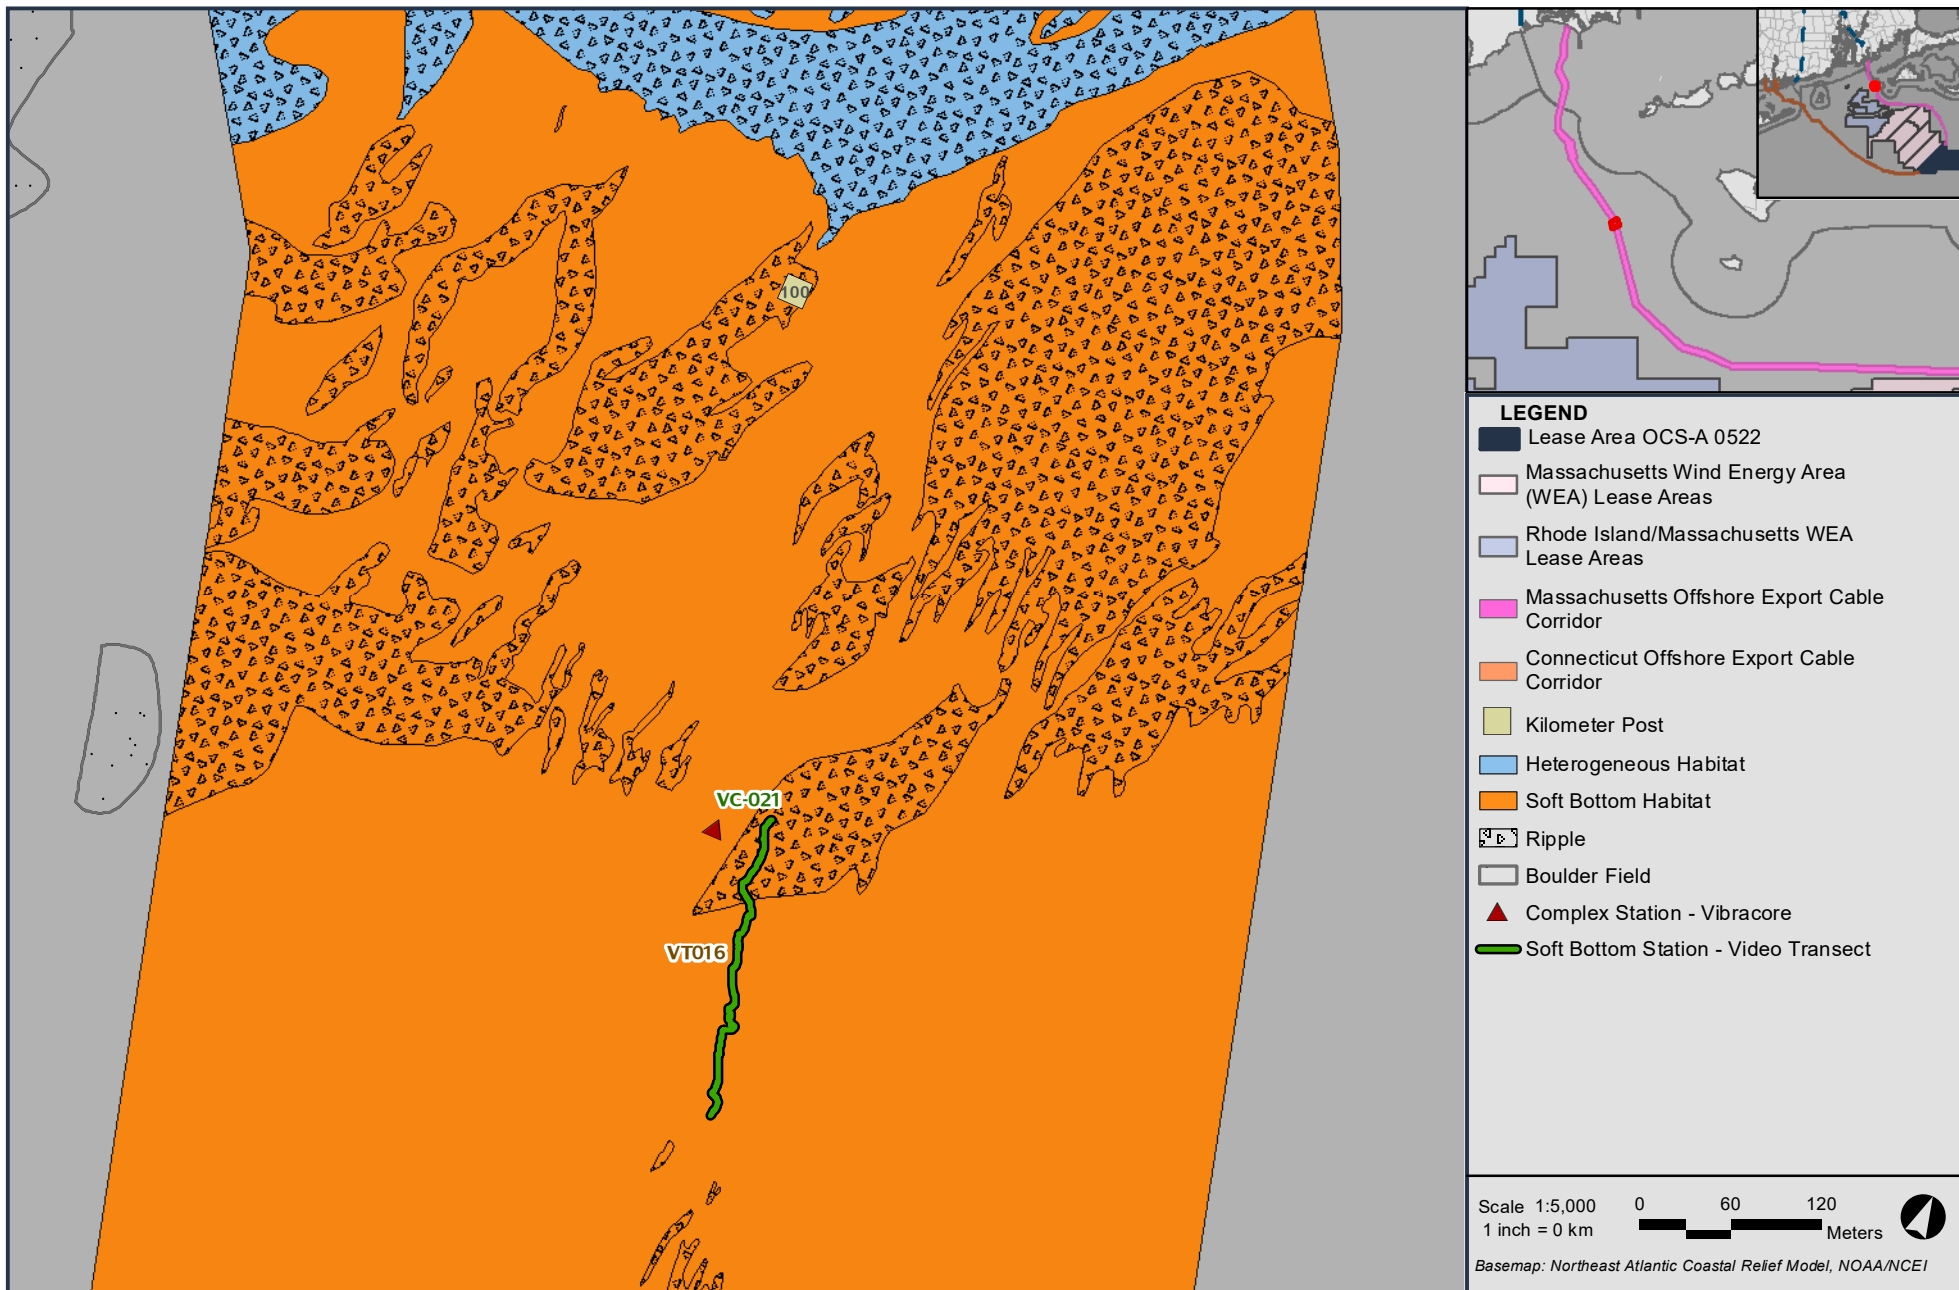 100
VC-021
VT016
LEGEND
Lease Area OCS-A 0522
Massachusetts Wind Energy Area
(WEA) Lease Areas
Rhode Island/Massachusetts WEA
Lease Areas
Massachusetts Offshore Export Cable
Corridor
Connecticut Offshore Export Cable
Corridor
Kilometer Post
Heterogeneous Habitat
Soft Bottom Habitat
Ripple
Boulder Field
Complex Station - Vibracore
Soft Bottom Station - Video Transect
Scale 1:5,000
1 inch = 0 km
0 60 120
Meters
Basemap: Northeast Atlantic Coastal Relief Model, NOAA/NCEI